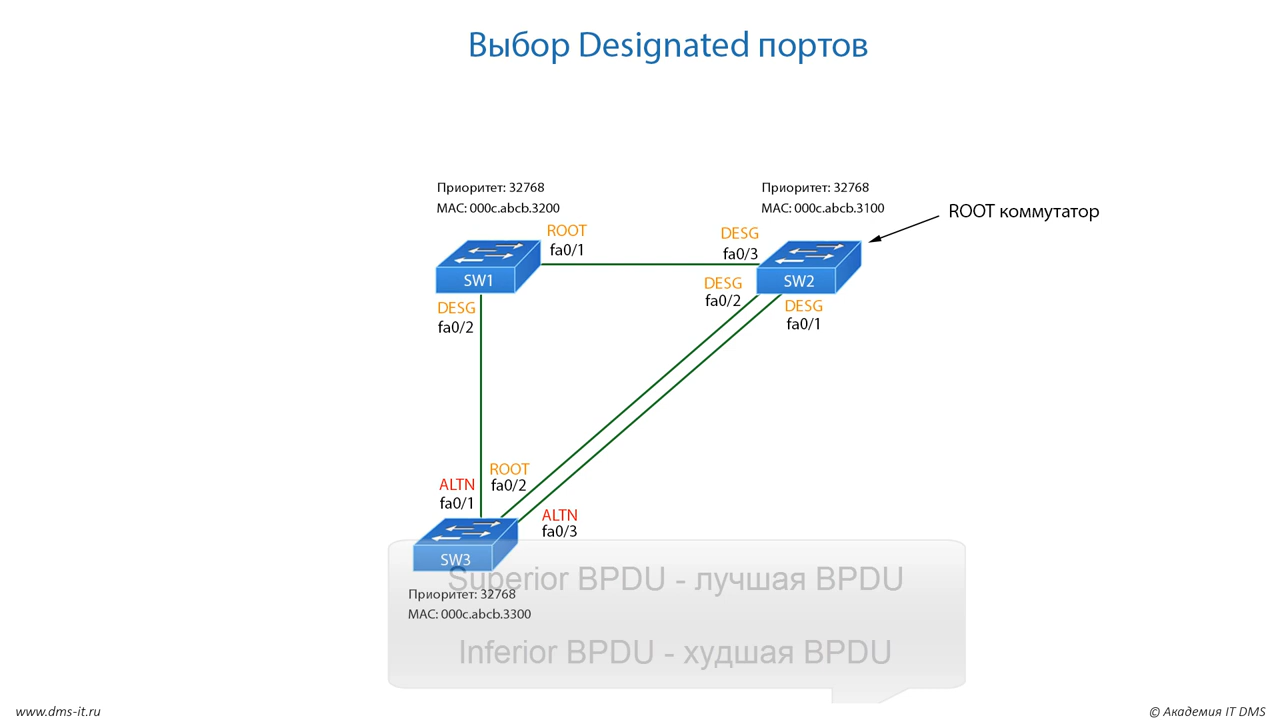 Выбор Designated портов
Приоритет: 32768
MAC: 000c.abcb.3200
Приоритет: 32768
MAC: 000c.abcb.3100
ROOT коммутатор
ROOT
fa0/1
DESG
fa0/3
SW1
SW2
DESG
fa0/2
DESG
fa0/1
DESG
fa0/2
ROOT
fa0/2
ALTN
fa0/1
ALTN
fa0/3
SW3
Superior BPDU - лучшая BPDU
Приоритет: 32768
MAC: 000c.abcb.3300
Inferior BPDU - худшая BPDU
www.dms-it.ru
© Академия IT DMS